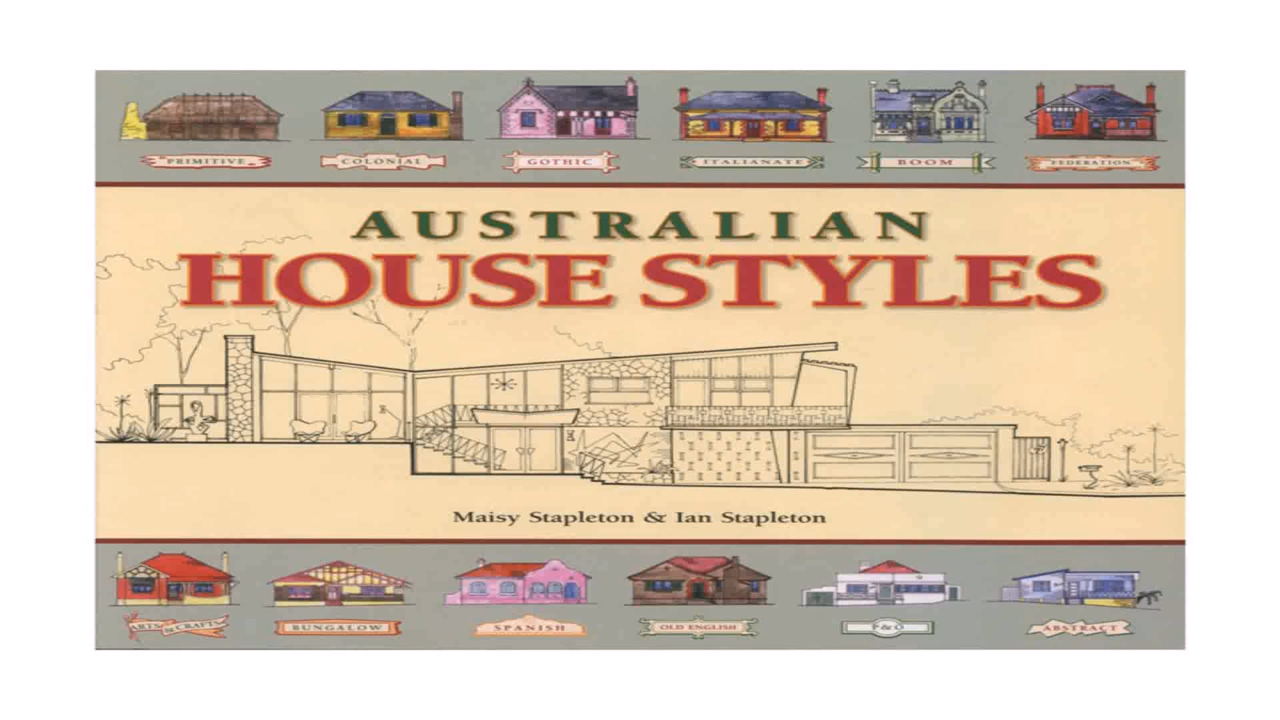 PRIMITIVE COLONIAL GOTHIC ITALIANATE BOOM FEDERATION
AUSTRALIAN
HOUSE STYLES
Maisy Stapleton & Ian Stapleton
ARTS & CRAFTS BUNGALOW SPANISH OLD ENGLISH P&O ABSTRACT